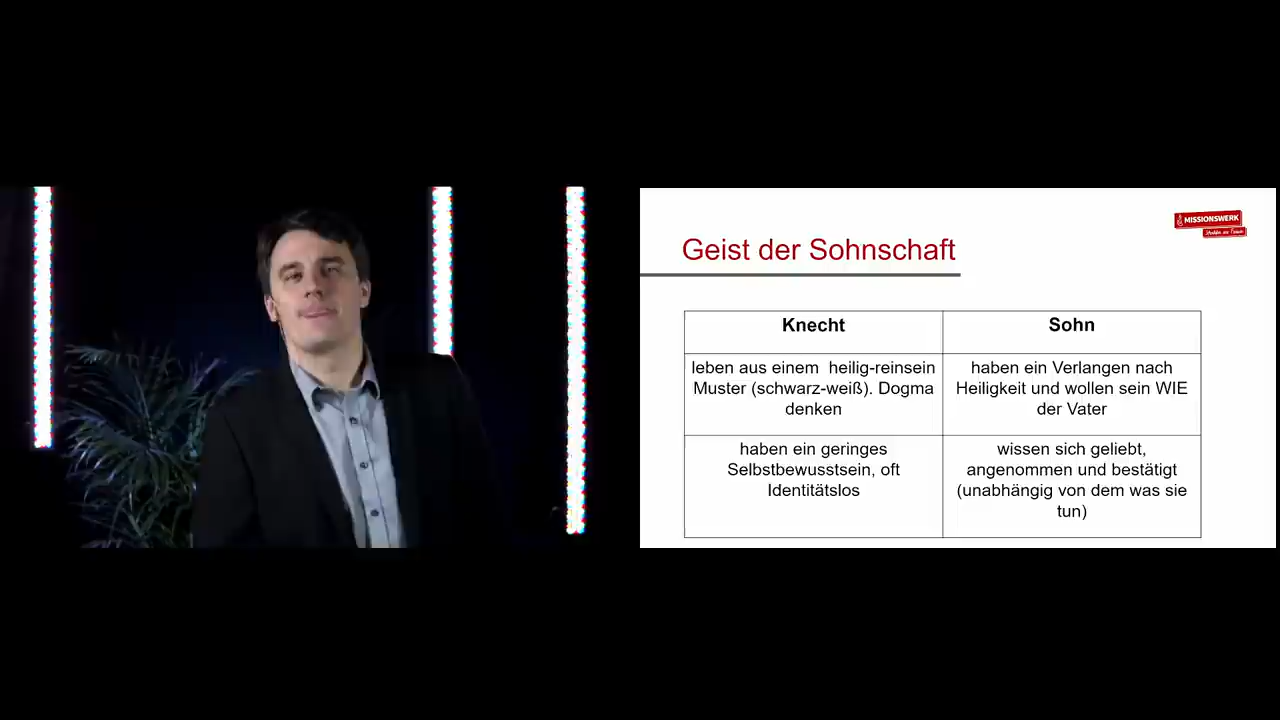 MISSIONSWERK
Geist der Sohnschaft
Knecht
Sohn
leben aus einem heilig-reinsein
Muster (schwarz-weiß). Dogma
denken
haben ein Verlangen nach
Heiligkeit und wollen sein WIE
der Vater
haben ein geringes
Selbstbewusstsein, oft
Identitätslos
wissen sich geliebt,
angenommen und bestätigt
(unabhängig von dem was sie
tun)